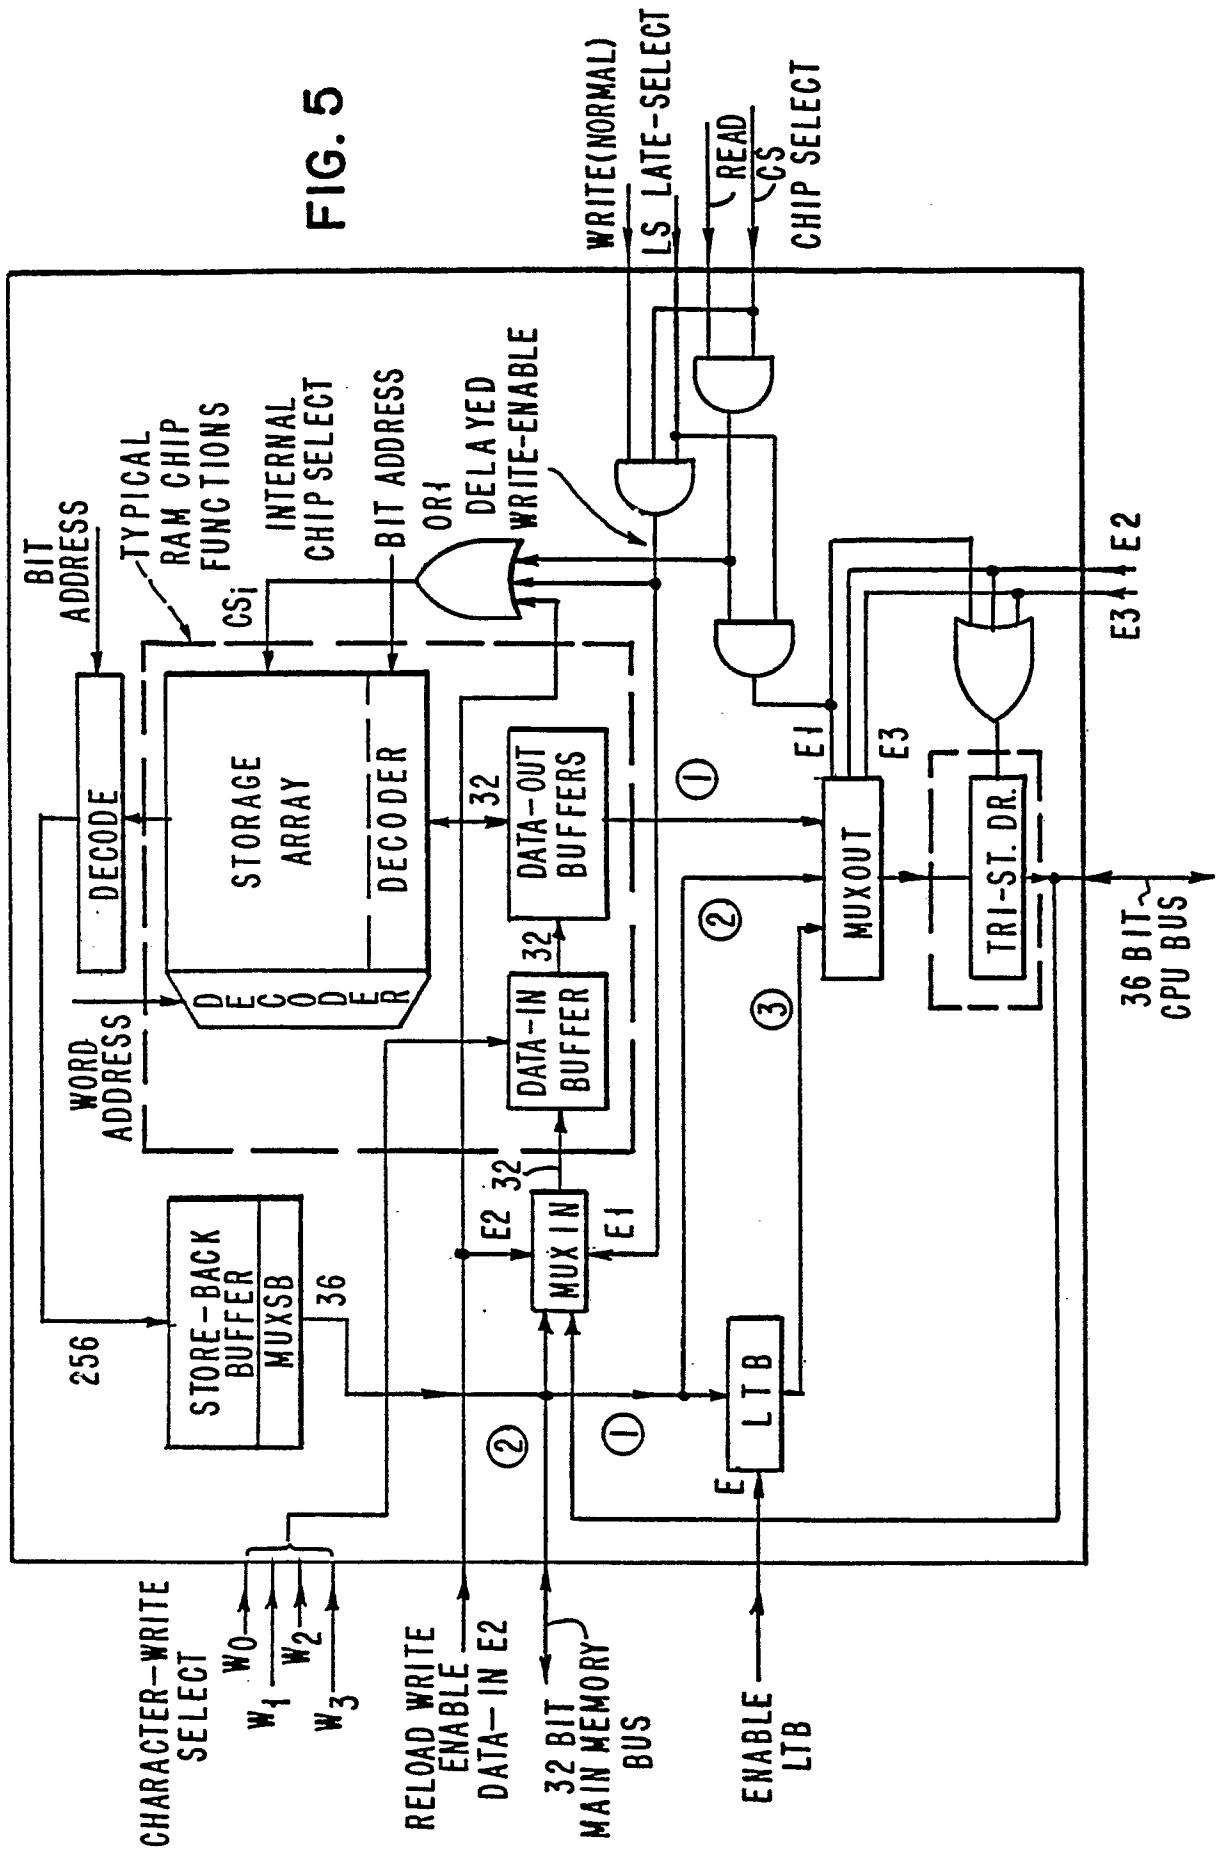 FIG. 5
BIT
ADDRESS
TYPICAL
RAM CHIP
FUNCTIONS
INTERNAL
CHIP SELECT
BIT ADDRESS
OR1
DELAYED
WRITE-ENABLE
WRITE(NORMAL)
LS LATE-SELECT
READ
CS
CHIP SELECT
DECODE
CSi
STORAGE
ARRAY
DECODER
DECODER
WORD
ADDRESS
256
STORE-BACK
BUFFER
MUXSB
36
32
DATA-OUT
BUFFERS
32
DATA-IN
BUFFER
32
E2
MUX IN
E1
1
2
3
2
1
E1
E3
MUXOUT
TRI-ST. DR.
E3
E2
36 BIT
CPU BUS
E
LTB
CHARACTER-WRITE
SELECT
W0
W1
W2
W3
RELOAD WRITE
ENABLE
DATA-IN E2
32 BIT
MAIN MEMORY
BUS
ENABLE
LTB